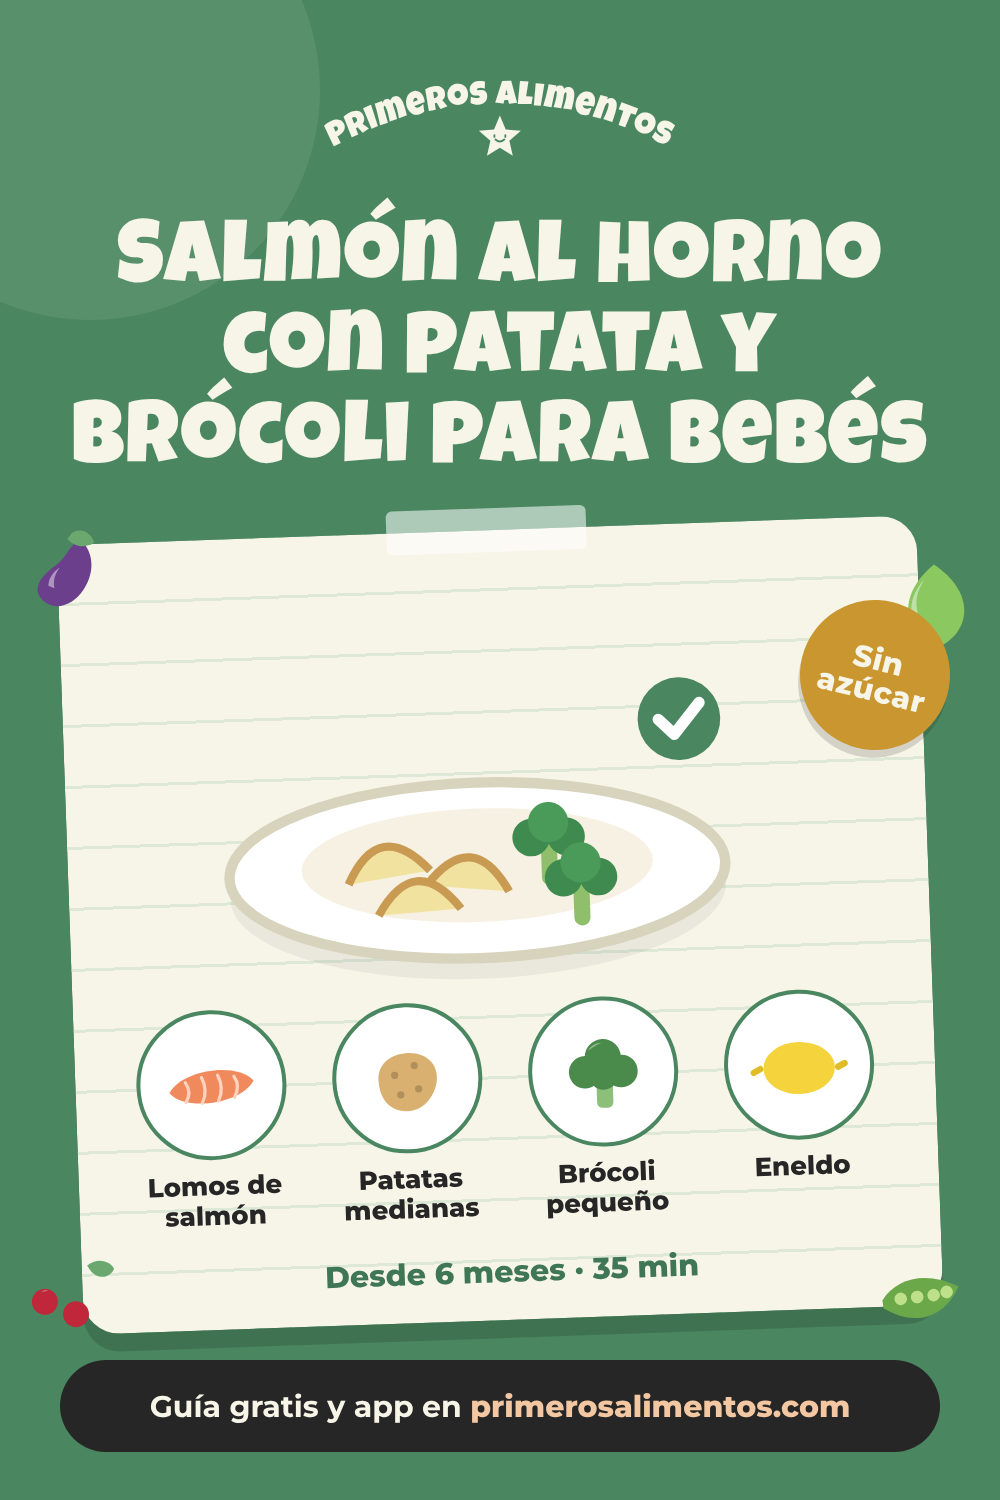 PRIMEROS ALIMENTOS
SALMÓN AL HORNO
CON PATATA Y
BRÓCOLI PARA BEBÉS
Sin
azúcar
Lomos de
salmón
Patatas
medianas
Brócoli
pequeño
Eneldo
Desde 6 meses · 35 min
Guía gratis y app en primerosalimentos.com